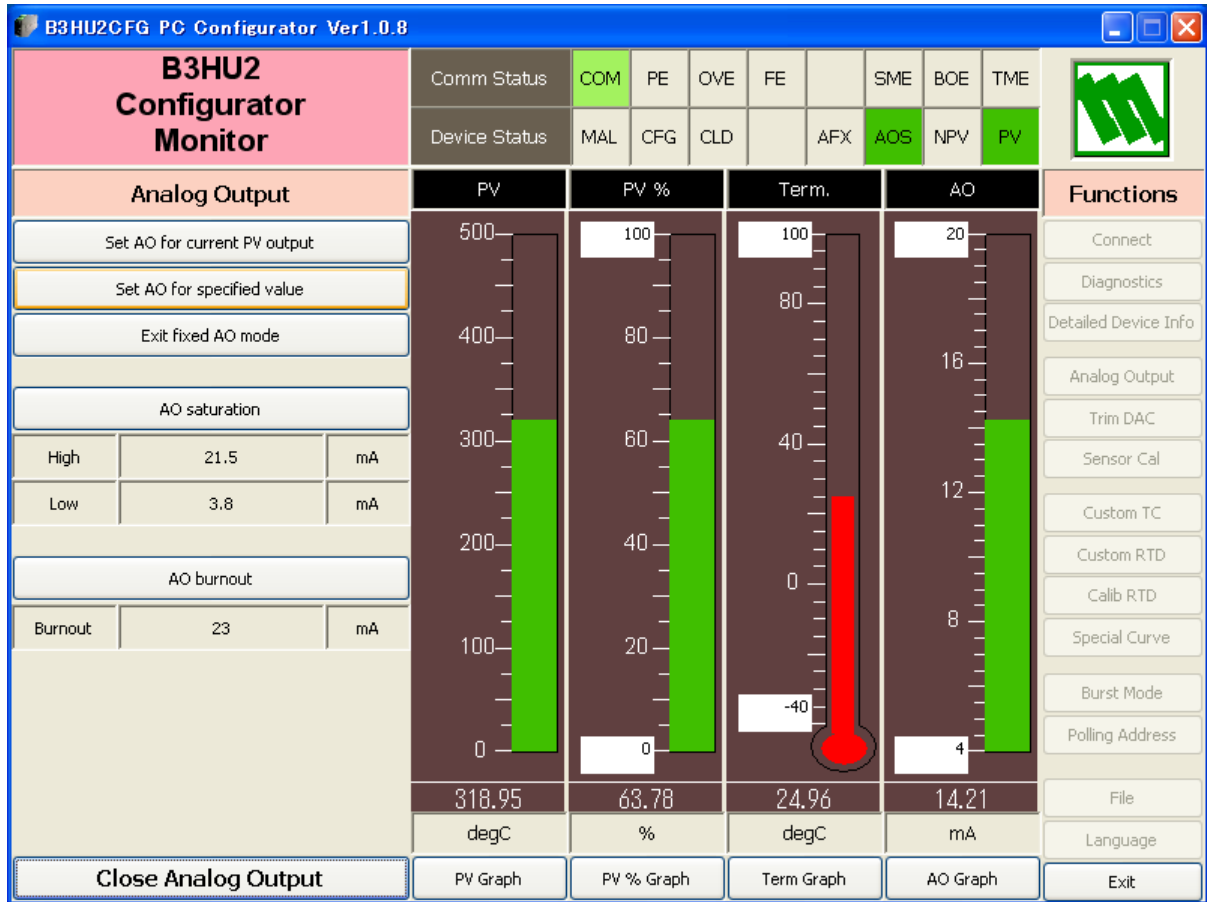 B3HU2CFG PC Configurator Ver1.0.8
B3HU2
Configurator
Monitor
Comm Status COM PE OVE FE SME BOE TME
Device Status MAL CFG CLD AFX AOS NPV PV
Analog Output
Set AO for current PV output
Set AO for specified value
Exit fixed AO mode
AO saturation
High 21.5 mA
Low 3.8 mA
AO burnout
Burnout 23 mA
Close Analog Output
PV
500
400
300
200
100
0
318.95
degC
PV Graph
PV %
100
80
60
40
20
0
63.78
%
PV % Graph
Term.
100
80
40
0
-40
24.96
degC
Term Graph
AO
20
16
12
8
4
14.21
mA
AO Graph
Functions
Connect
Diagnostics
Detailed Device Info
Analog Output
Trim DAC
Sensor Cal
Custom TC
Custom RTD
Calib RTD
Special Curve
Burst Mode
Polling Address
File
Language
Exit